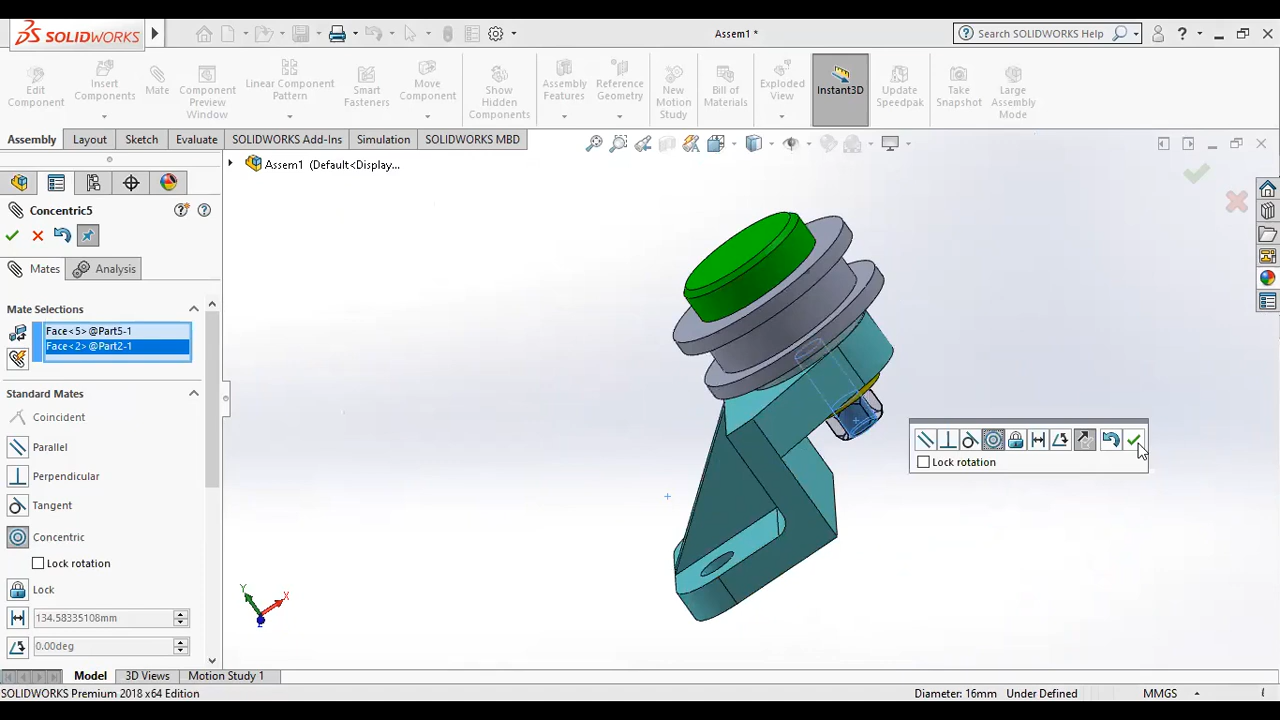 SOLIDWORKS
Assem1 *
Search SOLIDWORKS Help
Edit Component
Insert Components
Mate
Component Preview Window
Linear Component Pattern
Smart Fasteners
Move Component
Show Hidden Components
Assembly Features
Reference Geometry
New Motion Study
Bill of Materials
Exploded View
Instant3D
Update Speedpak
Take Snapshot
Large Assembly Mode
Assembly Layout Sketch Evaluate SOLIDWORKS Add-Ins Simulation SOLIDWORKS MBD
Assem1 (Default<Display...
Concentric5
Mates Analysis
Mate Selections
Face<5>@Part5-1
Face<2>@Part2-1
Standard Mates
Coincident
Parallel
Perpendicular
Tangent
Concentric
Lock rotation
Lock
134.58335108mm
0.00deg
Lock rotation
Y
X
Z
Model 3D Views Motion Study 1
SOLIDWORKS Premium 2018 x64 Edition Diameter: 16mm Under Defined MMGS